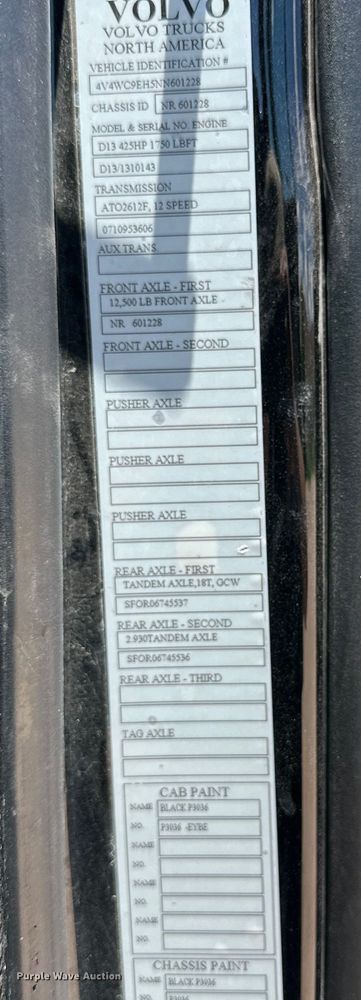 VOLVO
VOLVO TRUCKS
NORTH AMERICA
VEHICLE IDENTIFICATION #
4V4WC9EH5NN601228
CHASSIS ID NR 601228
MODEL & SERIAL NO. ENGINE
D13 425HP 1750 LBFT
D13/1310143
TRANSMISSION
ATO2612F, 12 SPEED
0710953606
AUX TRANS.
FRONT AXLE - FIRST
12,500 LB FRONT AXLE
NR 601228
FRONT AXLE - SECOND
PUSHER AXLE
PUSHER AXLE
PUSHER AXLE
REAR AXLE - FIRST
TANDEM AXLE,18T, GCW
SFOR06745537
REAR AXLE - SECOND
2.930TANDEM AXLE
SFOR06745536
REAR AXLE - THIRD
TAG AXLE
CAB PAINT
NAME BLACK P3036
NO. P3036 -EYBE
NAME
NO.
NAME
NO.
NAME
NO.
CHASSIS PAINT
NAME BLACK P3036
NO. P3036
Purple Wave Auction